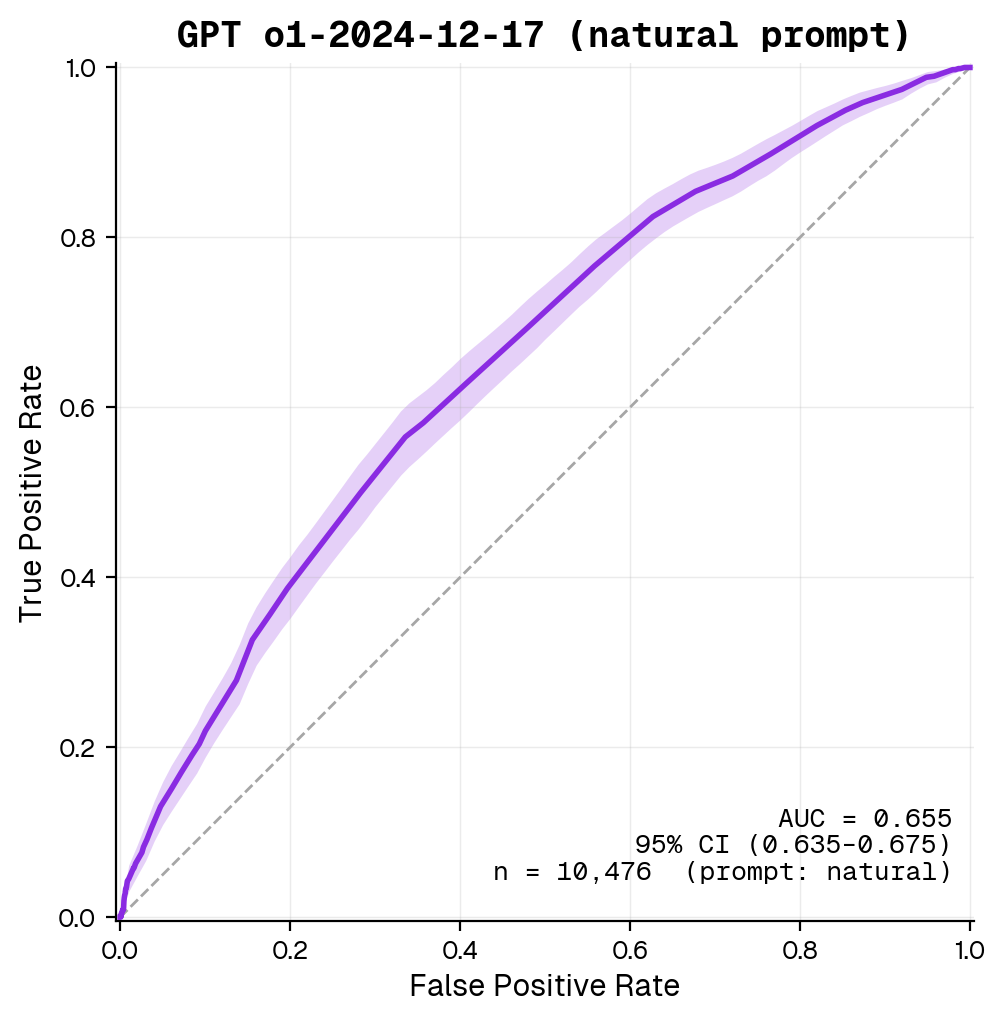 GPT o1-2024-12-17 (natural prompt)
1.0
0.8
0.6
0.4
0.2
0.0
True Positive Rate
AUC = 0.655
95% CI (0.635-0.675)
n = 10,476 (prompt: natural)
0.0 0.2 0.4 0.6 0.8 1.0
False Positive Rate